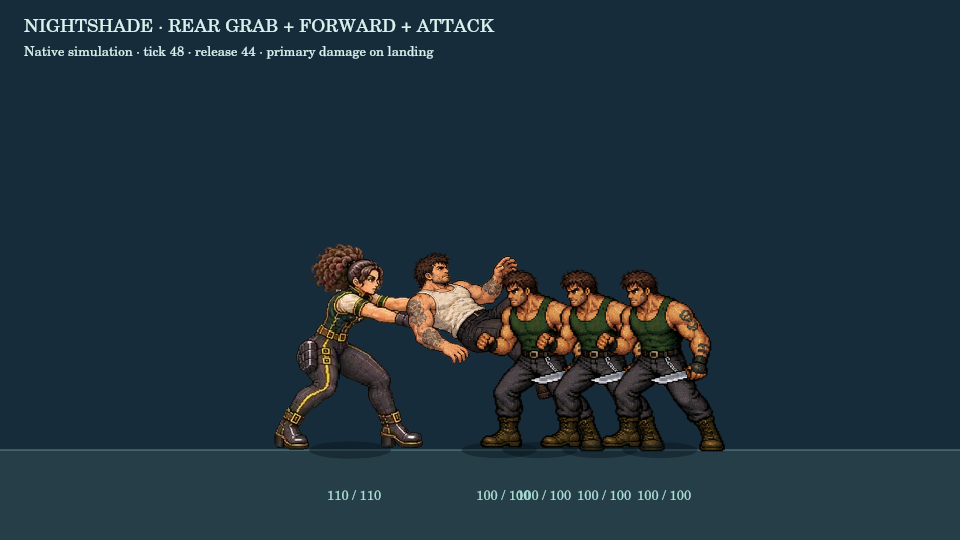 NIGHTSHADE · REAR GRAB + FORWARD + ATTACK
Native simulation · tick 48 · release 44 · primary damage on landing
110 / 110 100 / 100 100 / 100 100 / 100 100 / 100